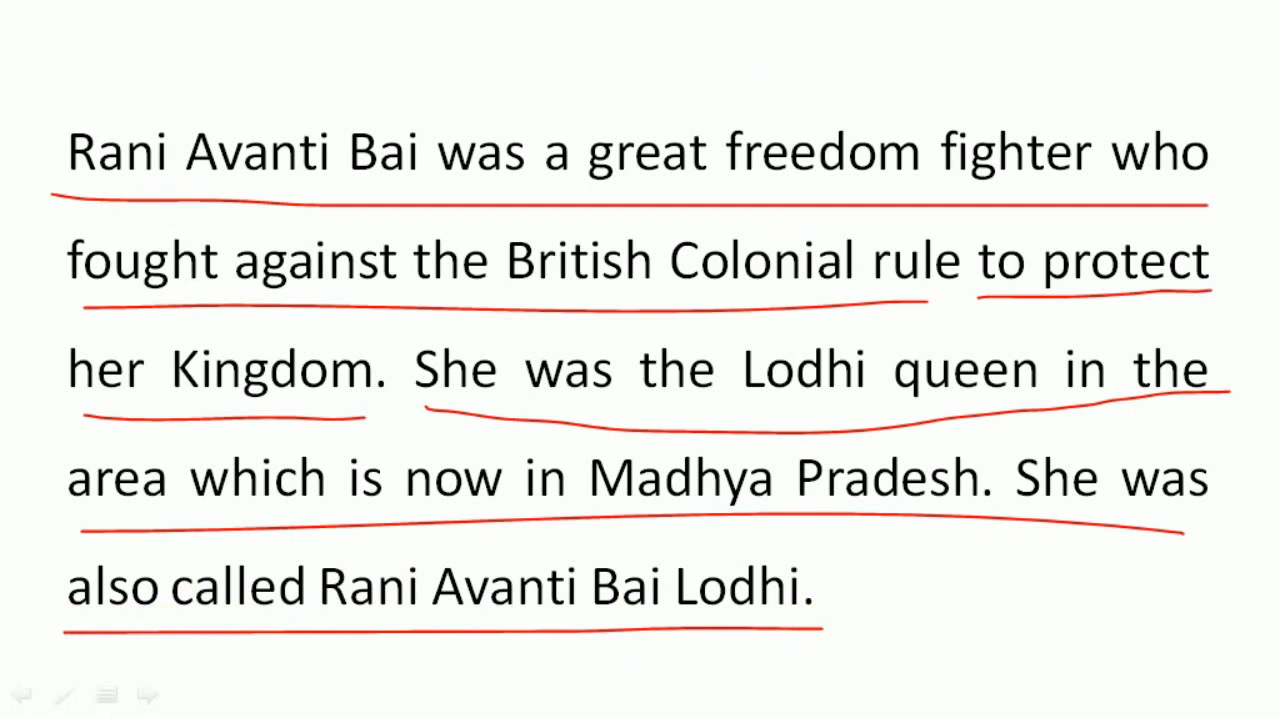 Rani Avanti Bai was a great freedom fighter who
fought against the British Colonial rule to protect
her Kingdom. She was the Lodhi queen in the
area which is now in Madhya Pradesh. She was
also called Rani Avanti Bai Lodhi.